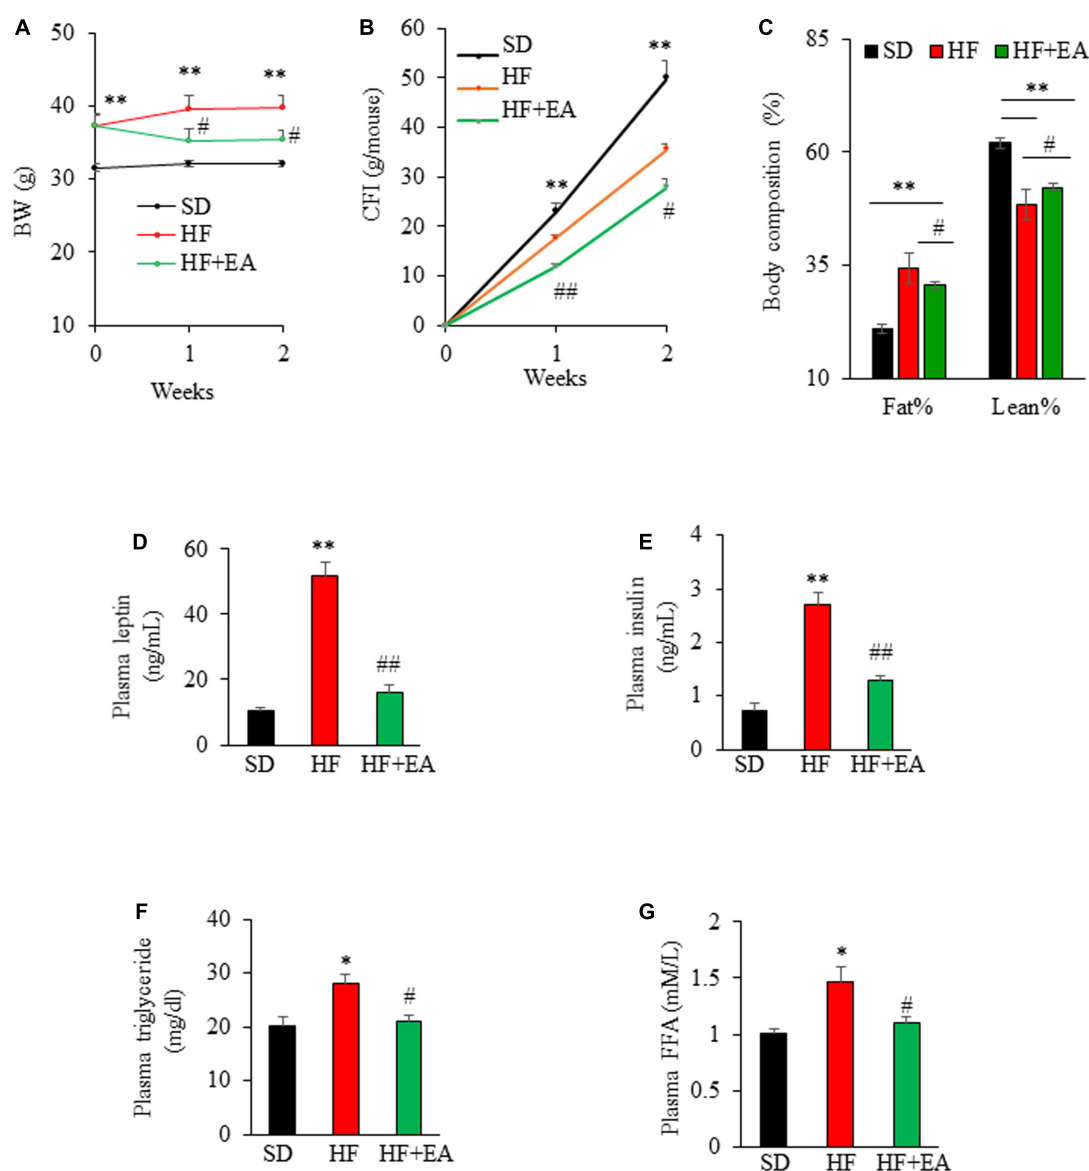 A
BW (g)
50
40
30
20
10
**
**
**
#
#
SD
HF
HF+EA
0 1 2
Weeks
B
CFI (g/mouse)
60
50
40
30
20
10
0
SD
HF
HF+EA
**
**
##
#
0 1 2
Weeks
C
Body composition (%)
85
60
35
10
SD HF HF+EA
**
#
**
#
Fat% Lean%
D
Plasma leptin
(ng/mL)
60
40
20
0
**
##
SD HF HF+EA
E
Plasma insulin
(ng/mL)
4
3
2
1
0
**
##
SD HF HF+EA
F
Plasma triglyceride
(mg/dl)
40
30
20
10
0
*
#
SD HF HF+EA
G
Plasma FFA (mM/L)
2
1.5
1
0.5
0
*
#
SD HF HF+EA